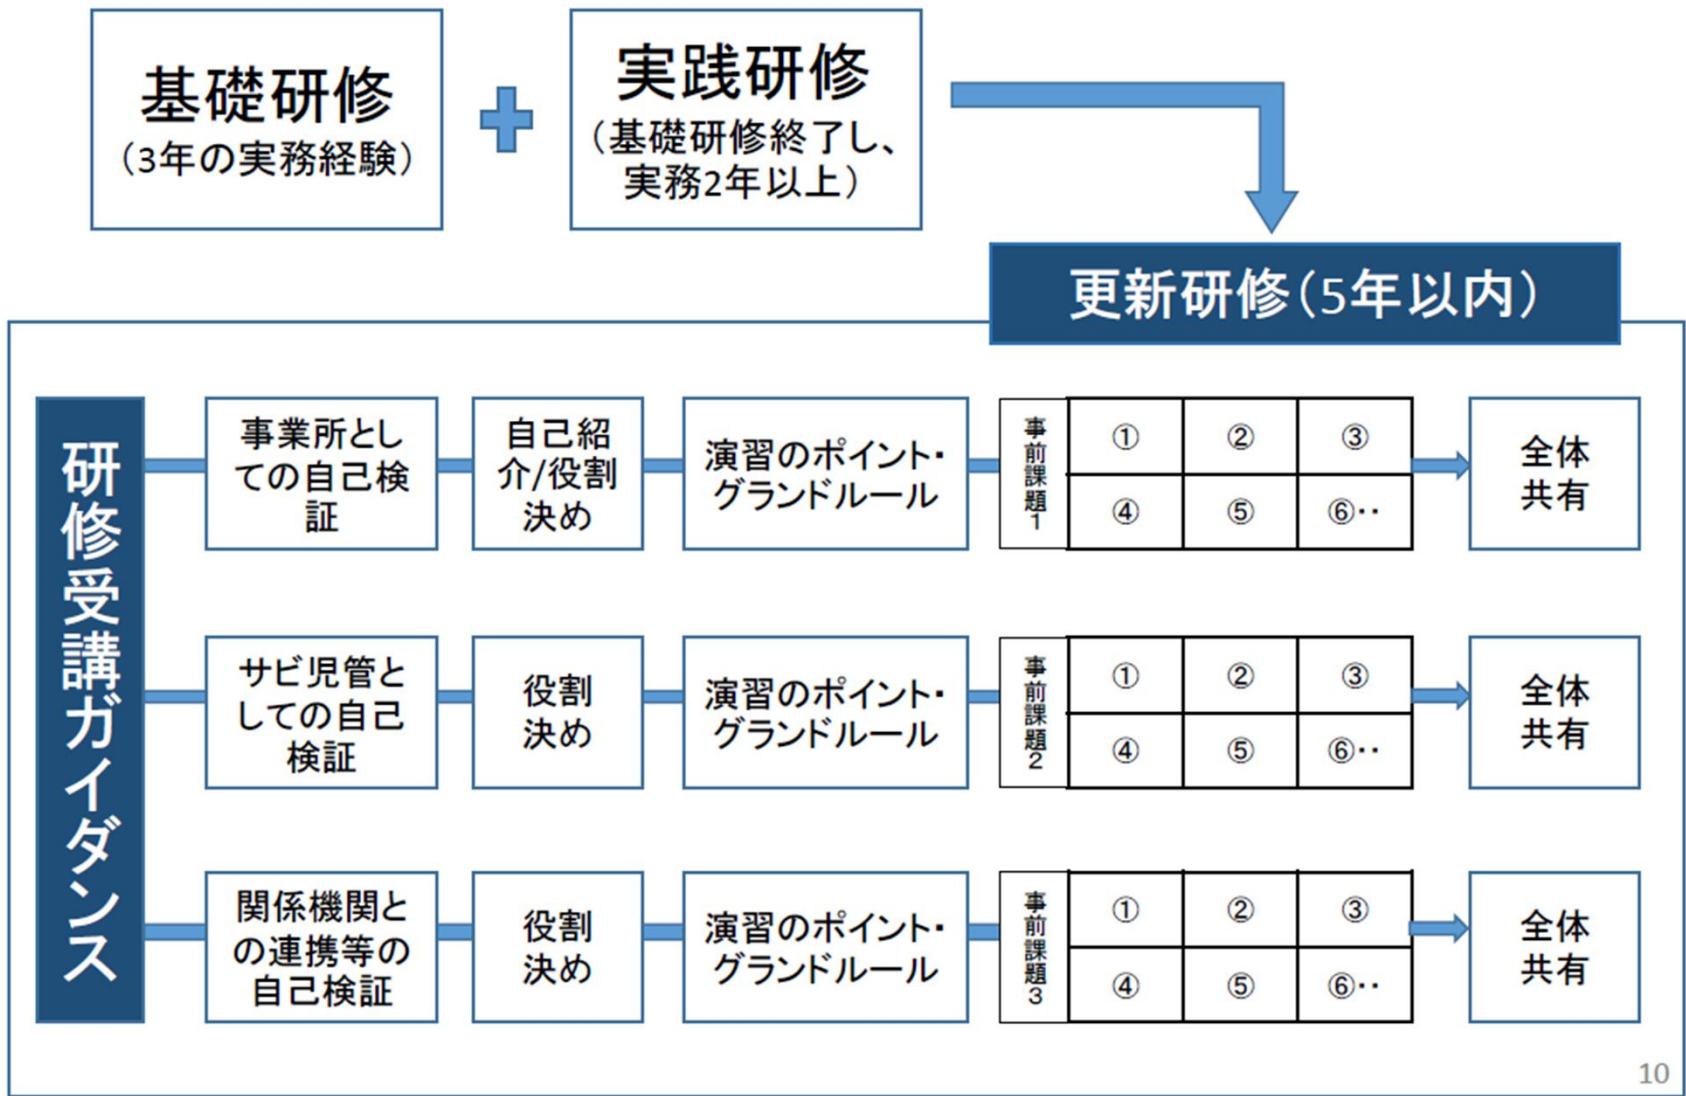 基礎研修
（3年の実務経験）
実践研修
（基礎研修終了し、
実務2年以上）
更新研修（5年以内）
研修受講ガイダンス
事業所とし
ての自己検
証
自己紹
介/役割
決め
演習のポイント・
グランドルール
事前課題1
① ② ③
④ ⑤ ⑥‥
全体
共有
サビ児管と
しての自己
検証
役割
決め
演習のポイント・
グランドルール
事前課題2
① ② ③
④ ⑤ ⑥‥
全体
共有
関係機関と
の連携等の
自己検証
役割
決め
演習のポイント・
グランドルール
事前課題3
① ② ③
④ ⑤ ⑥‥
全体
共有
10